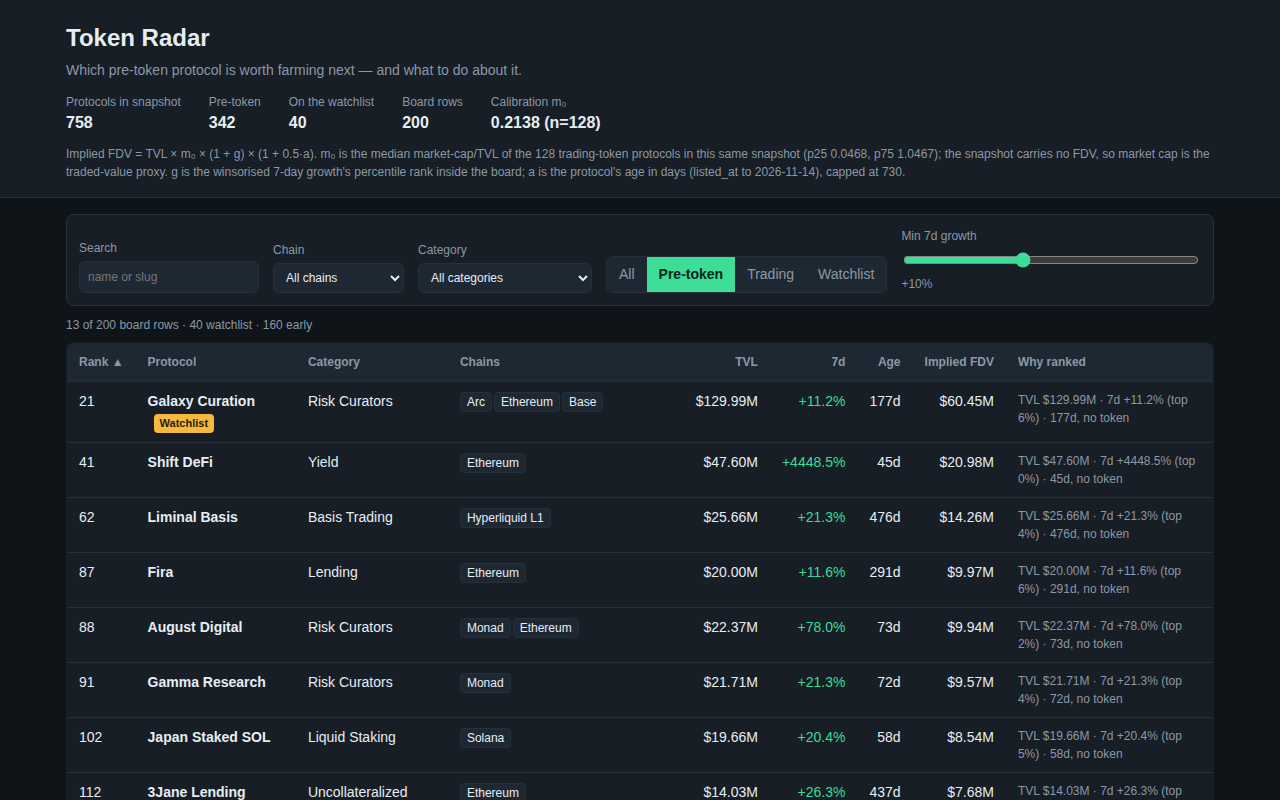 Token Radar
Which pre-token protocol is worth farming next — and what to do about it.
Protocols in snapshot Pre-token On the watchlist Board rows Calibration m₀
758 342 40 200 0.2138 (n=128)
Implied FDV = TVL × m₀ × (1 + g) × (1 + 0.5·a). m₀ is the median market-cap/TVL of the 128 trading-token protocols in this same snapshot (p25 0.0468, p75 1.0467); the snapshot carries no FDV, so market cap is the
traded-value proxy. g is the winsorised 7-day growth's percentile rank inside the board; a is the protocol's age in days (listed_at to 2026-11-14), capped at 730.
Search Chain Category Min 7d growth
name or slug All chains All categories All Pre-token Trading Watchlist
+10%
13 of 200 board rows · 40 watchlist · 160 early
Rank ▲ Protocol Category Chains TVL 7d Age Implied FDV Why ranked
21 Galaxy Curation Risk Curators Arc Ethereum Base $129.99M +11.2% 177d $60.45M TVL $129.99M · 7d +11.2% (top
Watchlist 6%) · 177d, no token
41 Shift DeFi Yield Ethereum $47.60M +4448.5% 45d $20.98M TVL $47.60M · 7d +4448.5% (top
0%) · 45d, no token
62 Liminal Basis Basis Trading Hyperliquid L1 $25.66M +21.3% 476d $14.26M TVL $25.66M · 7d +21.3% (top
4%) · 476d, no token
87 Fira Lending Ethereum $20.00M +11.6% 291d $9.97M TVL $20.00M · 7d +11.6% (top
6%) · 291d, no token
88 August Digital Risk Curators Monad Ethereum $22.37M +78.0% 73d $9.94M TVL $22.37M · 7d +78.0% (top
2%) · 73d, no token
91 Gamma Research Risk Curators Monad $21.71M +21.3% 72d $9.57M TVL $21.71M · 7d +21.3% (top
4%) · 72d, no token
102 Japan Staked SOL Liquid Staking Solana $19.66M +20.4% 58d $8.54M TVL $19.66M · 7d +20.4% (top
5%) · 58d, no token
112 3Jane Lending Uncollateralized Ethereum $14.03M +26.3% 437d $7.68M TVL $14.03M · 7d +26.3% (top